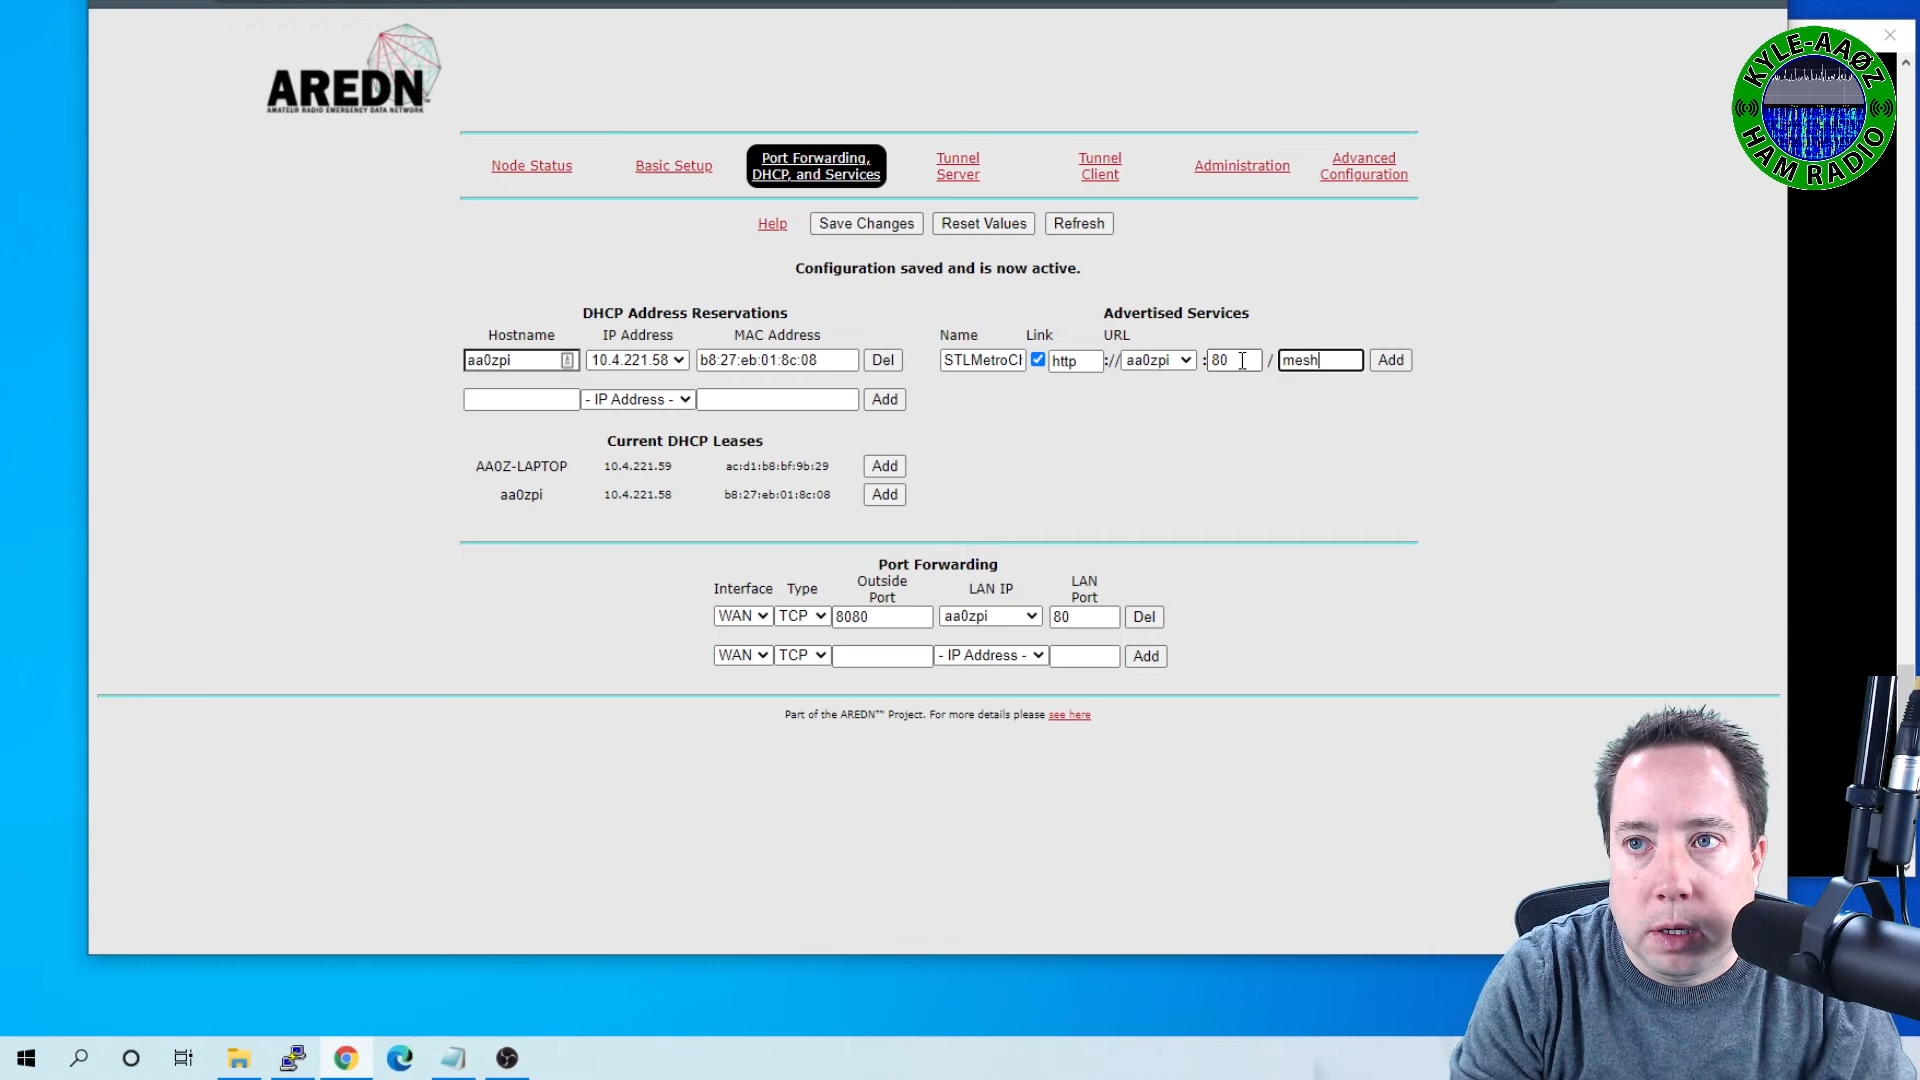 AREDN
AMATEUR RADIO EMERGENCY DATA NETWORK
KYLE-AAØZ
HAM RADIO
Node Status
Basic Setup
Port Forwarding,
DHCP, and Services
Tunnel
Server
Tunnel
Client
Administration
Advanced
Configuration
Help
Save Changes
Reset Values
Refresh
Configuration saved and is now active.
DHCP Address Reservations
Advertised Services
Hostname IP Address MAC Address
Name Link URL
aa0zpi 10.4.221.58 b8:27:eb:01:8c:08 Del
STLMetroCh http :// aa0zpi : 80 / mesh Add
- IP Address - Add
Current DHCP Leases
AA0Z-LAPTOP 10.4.221.59 ac:d1:b8:bf:9b:29 Add
aa0zpi 10.4.221.58 b8:27:eb:01:8c:08 Add
Port Forwarding
Interface Type Outside Port LAN IP LAN Port
WAN TCP 8080 aa0zpi 80 Del
WAN TCP - IP Address - Add
Part of the AREDN™ Project. For more details please see here